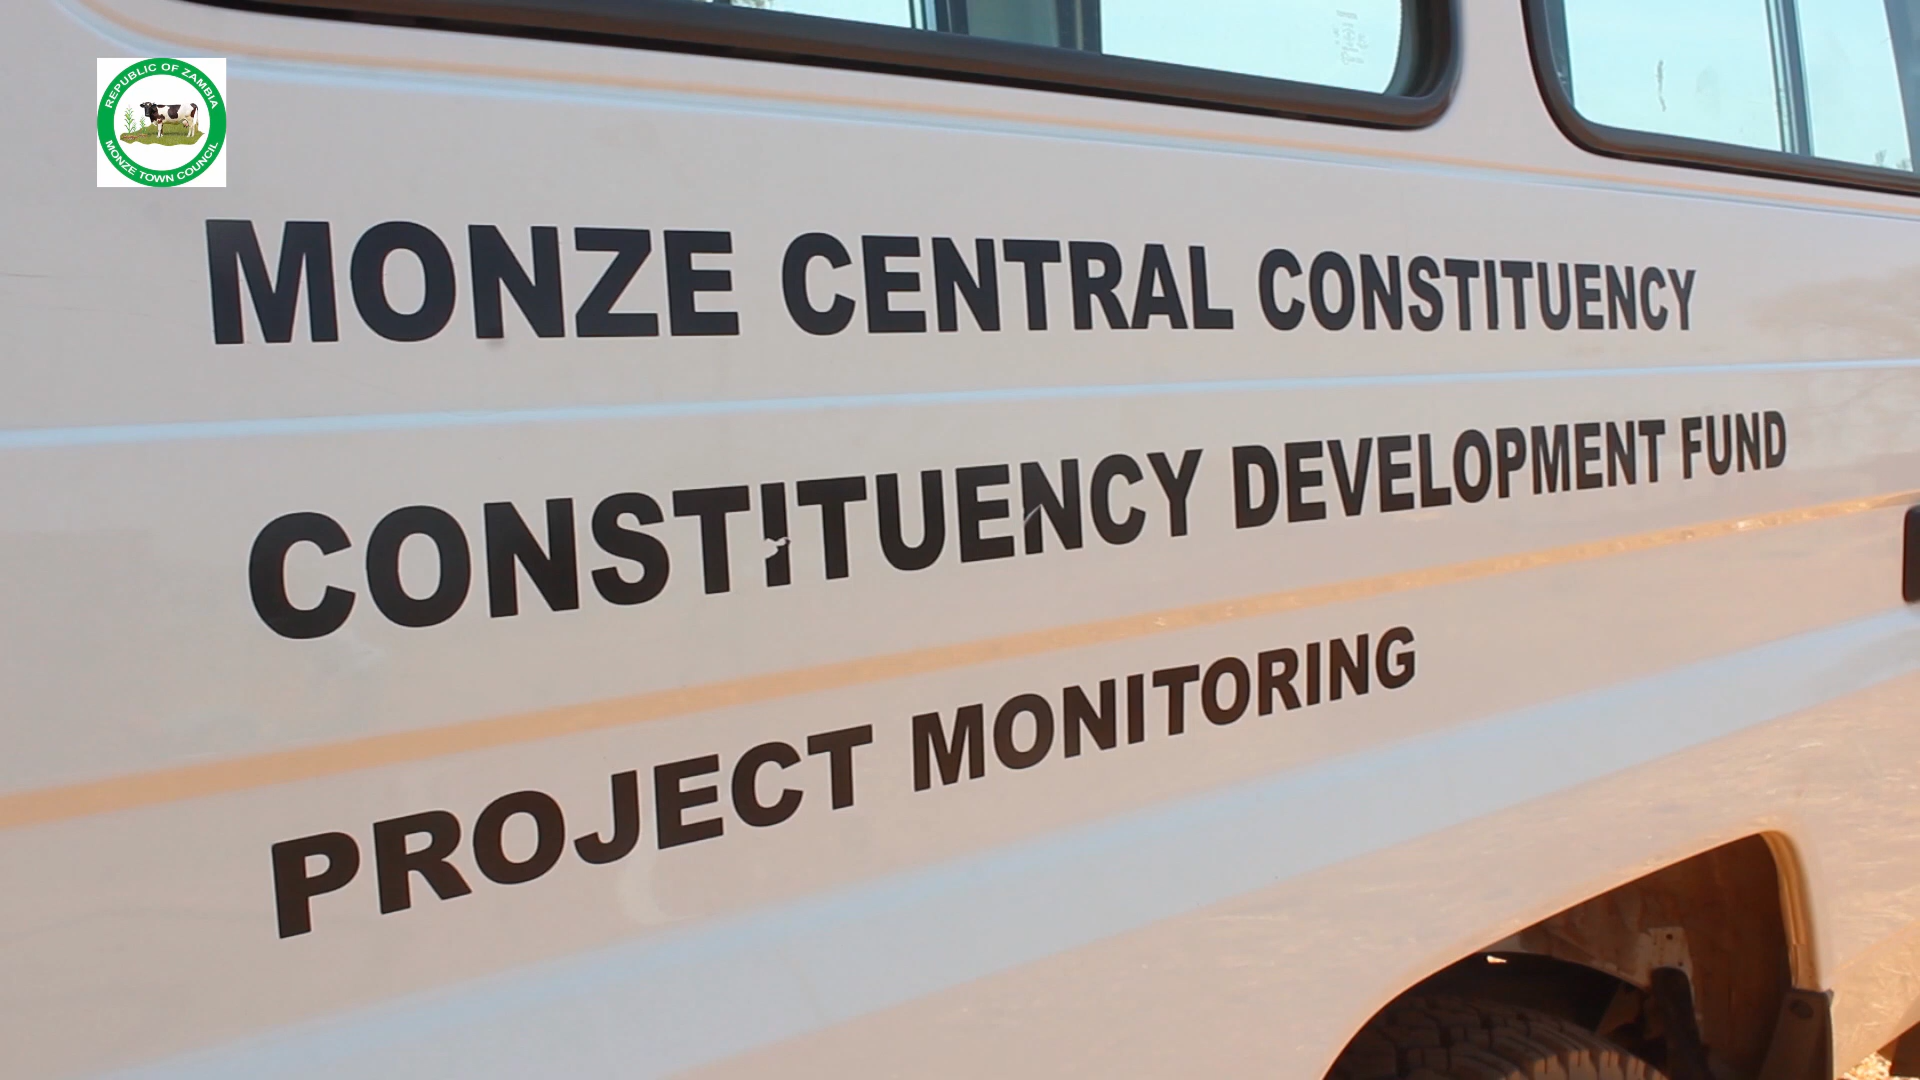 REPUBLIC OF ZAMBIA
MONZE TOWN COUNCIL
MONZE CENTRAL CONSTITUENCY
CONSTITUENCY DEVELOPMENT FUND
PROJECT MONITORING